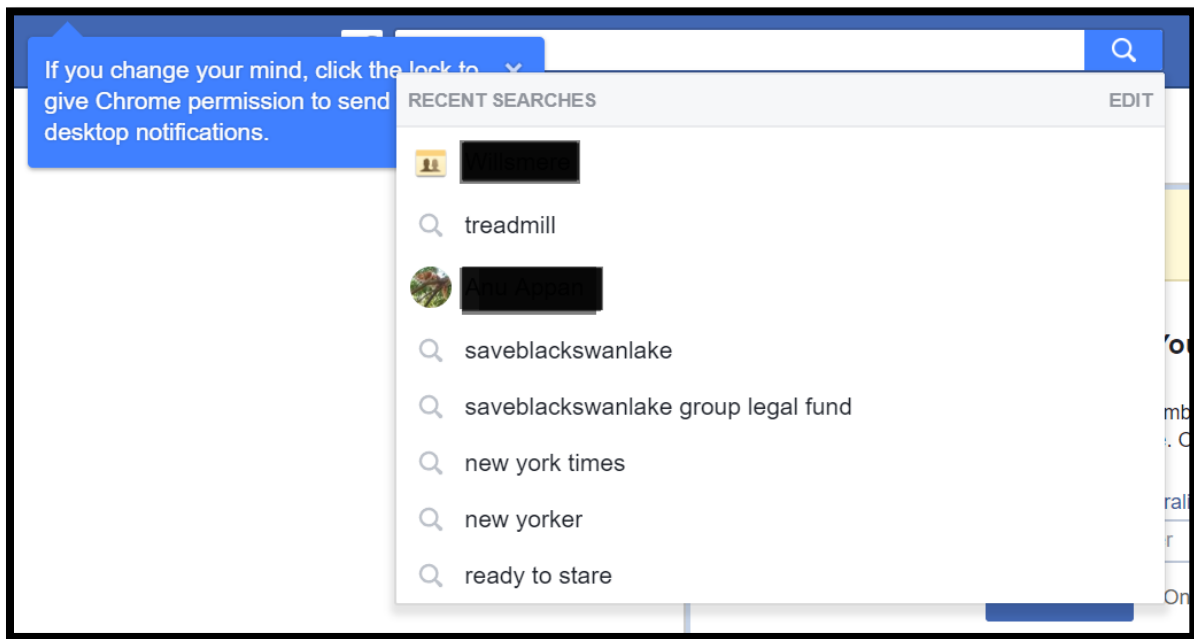 If you change your mind, click the lock to
give Chrome permission to send
desktop notifications.
RECENT SEARCHES EDIT
treadmill
saveblackswanlake
saveblackswanlake group legal fund
new york times
new yorker
ready to stare